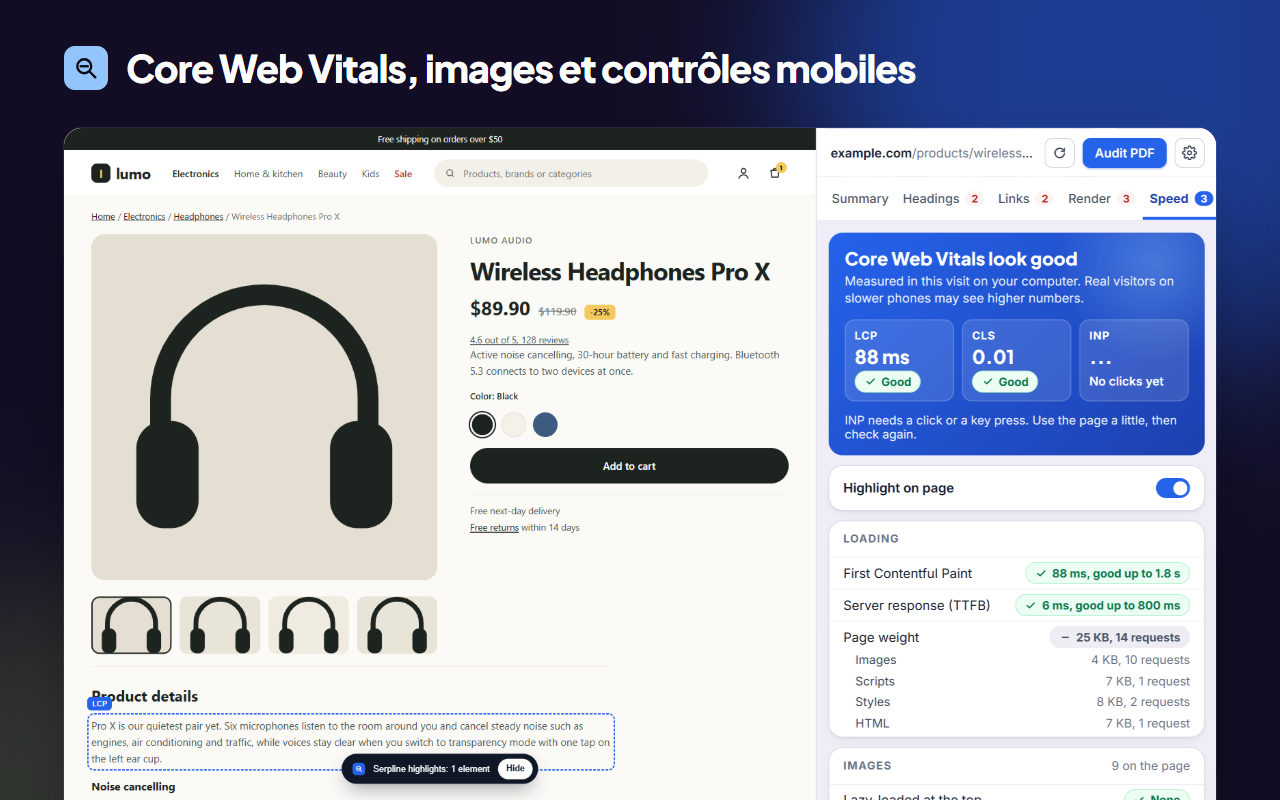 Core Web Vitals, images et contrôles mobiles
Free shipping on orders over $50
lumo
Electronics
Home & kitchen
Beauty
Kids
Sale
Products, brands or categories
1
Home / Electronics / Headphones / Wireless Headphones Pro X
LUMO AUDIO
Wireless Headphones Pro X
$89.90 $119.90 -25%
4.6 out of 5, 128 reviews
Active noise cancelling, 30-hour battery and fast charging. Bluetooth
5.3 connects to two devices at once.
Color: Black
Add to cart
Free next-day delivery
Free returns within 14 days
Product details
LCP
Pro X is our quietest pair yet. Six microphones listen to the room around you and cancel steady noise such as
engines, air conditioning and traffic, while voices stay clear when you switch to transparency mode with one tap on
the left ear cup.
Serpline highlights: 1 element
Hide
Noise cancelling
example.com/products/wireless...
Audit PDF
Summary
Headings 2
Links 2
Render 3
Speed 3
Core Web Vitals look good
Measured in this visit on your computer. Real visitors on
slower phones may see higher numbers.
LCP
88 ms
Good
CLS
0.01
Good
INP
...
No clicks yet
INP needs a click or a key press. Use the page a little, then
check again.
Highlight on page
LOADING
First Contentful Paint
88 ms, good up to 1.8 s
Server response (TTFB)
6 ms, good up to 800 ms
Page weight
– 25 KB, 14 requests
Images
4 KB, 10 requests
Scripts
7 KB, 1 request
Styles
8 KB, 2 requests
HTML
7 KB, 1 request
IMAGES
9 on the page
Lazy-loaded at the top
None